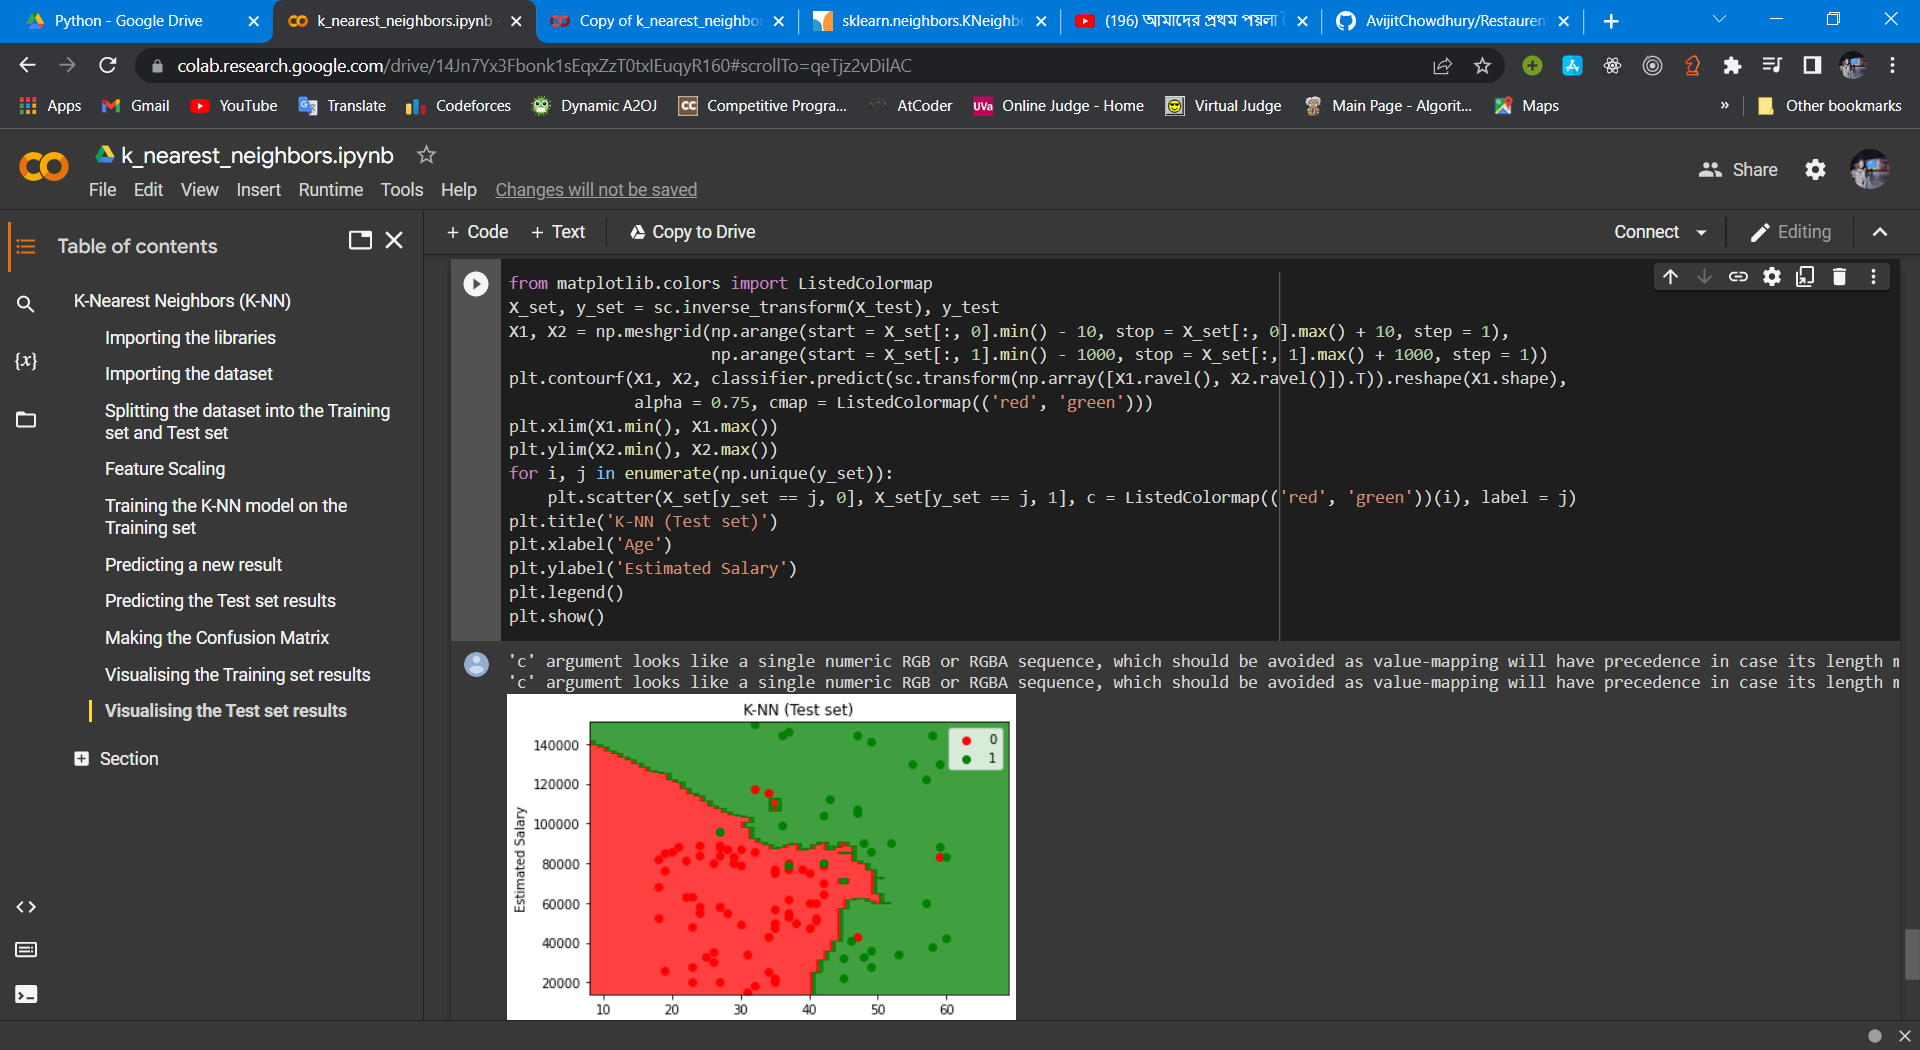 Python - Google Drive
k_nearest_neighbors.ipynb
Copy of k_nearest_neighbo
sklearn.neighbors.KNeighb
(196) আমাদের প্রথম পয়লা
AvijitChowdhury/Restauren
colab.research.google.com/drive/14Jn7Yx3Fbonk1sEqxZzT0txIEuqyR160#scrollTo=qeTjz2vDilAC
Apps
Gmail
YouTube
Translate
Codeforces
Dynamic A2OJ
CC
Competitive Progra...
AtCoder
UVa
Online Judge - Home
Virtual Judge
Main Page - Algorit...
Maps
»
Other bookmarks
k_nearest_neighbors.ipynb
Share
File Edit View Insert Runtime Tools Help Changes will not be saved
Table of contents
+ Code + Text Copy to Drive
Connect
Editing
K-Nearest Neighbors (K-NN)
Importing the libraries
Importing the dataset
Splitting the dataset into the Training
set and Test set
Feature Scaling
Training the K-NN model on the
Training set
Predicting a new result
Predicting the Test set results
Making the Confusion Matrix
Visualising the Training set results
Visualising the Test set results
Section
{x}
from matplotlib.colors import ListedColormap
X_set, y_set = sc.inverse_transform(X_test), y_test
X1, X2 = np.meshgrid(np.arange(start = X_set[:, 0].min() - 10, stop = X_set[:, 0].max() + 10, step = 1),
np.arange(start = X_set[:, 1].min() - 1000, stop = X_set[:, 1].max() + 1000, step = 1))
plt.contourf(X1, X2, classifier.predict(sc.transform(np.array([X1.ravel(), X2.ravel()]).T)).reshape(X1.shape),
alpha = 0.75, cmap = ListedColormap(('red', 'green')))
plt.xlim(X1.min(), X1.max())
plt.ylim(X2.min(), X2.max())
for i, j in enumerate(np.unique(y_set)):
plt.scatter(X_set[y_set == j, 0], X_set[y_set == j, 1], c = ListedColormap(('red', 'green'))(i), label = j)
plt.title('K-NN (Test set)')
plt.xlabel('Age')
plt.ylabel('Estimated Salary')
plt.legend()
plt.show()
'c' argument looks like a single numeric RGB or RGBA sequence, which should be avoided as value-mapping will have precedence in case its length m
'c' argument looks like a single numeric RGB or RGBA sequence, which should be avoided as value-mapping will have precedence in case its length m
K-NN (Test set)
0
1
Estimated Salary
140000
120000
100000
80000
60000
40000
20000
10 20 30 40 50 60